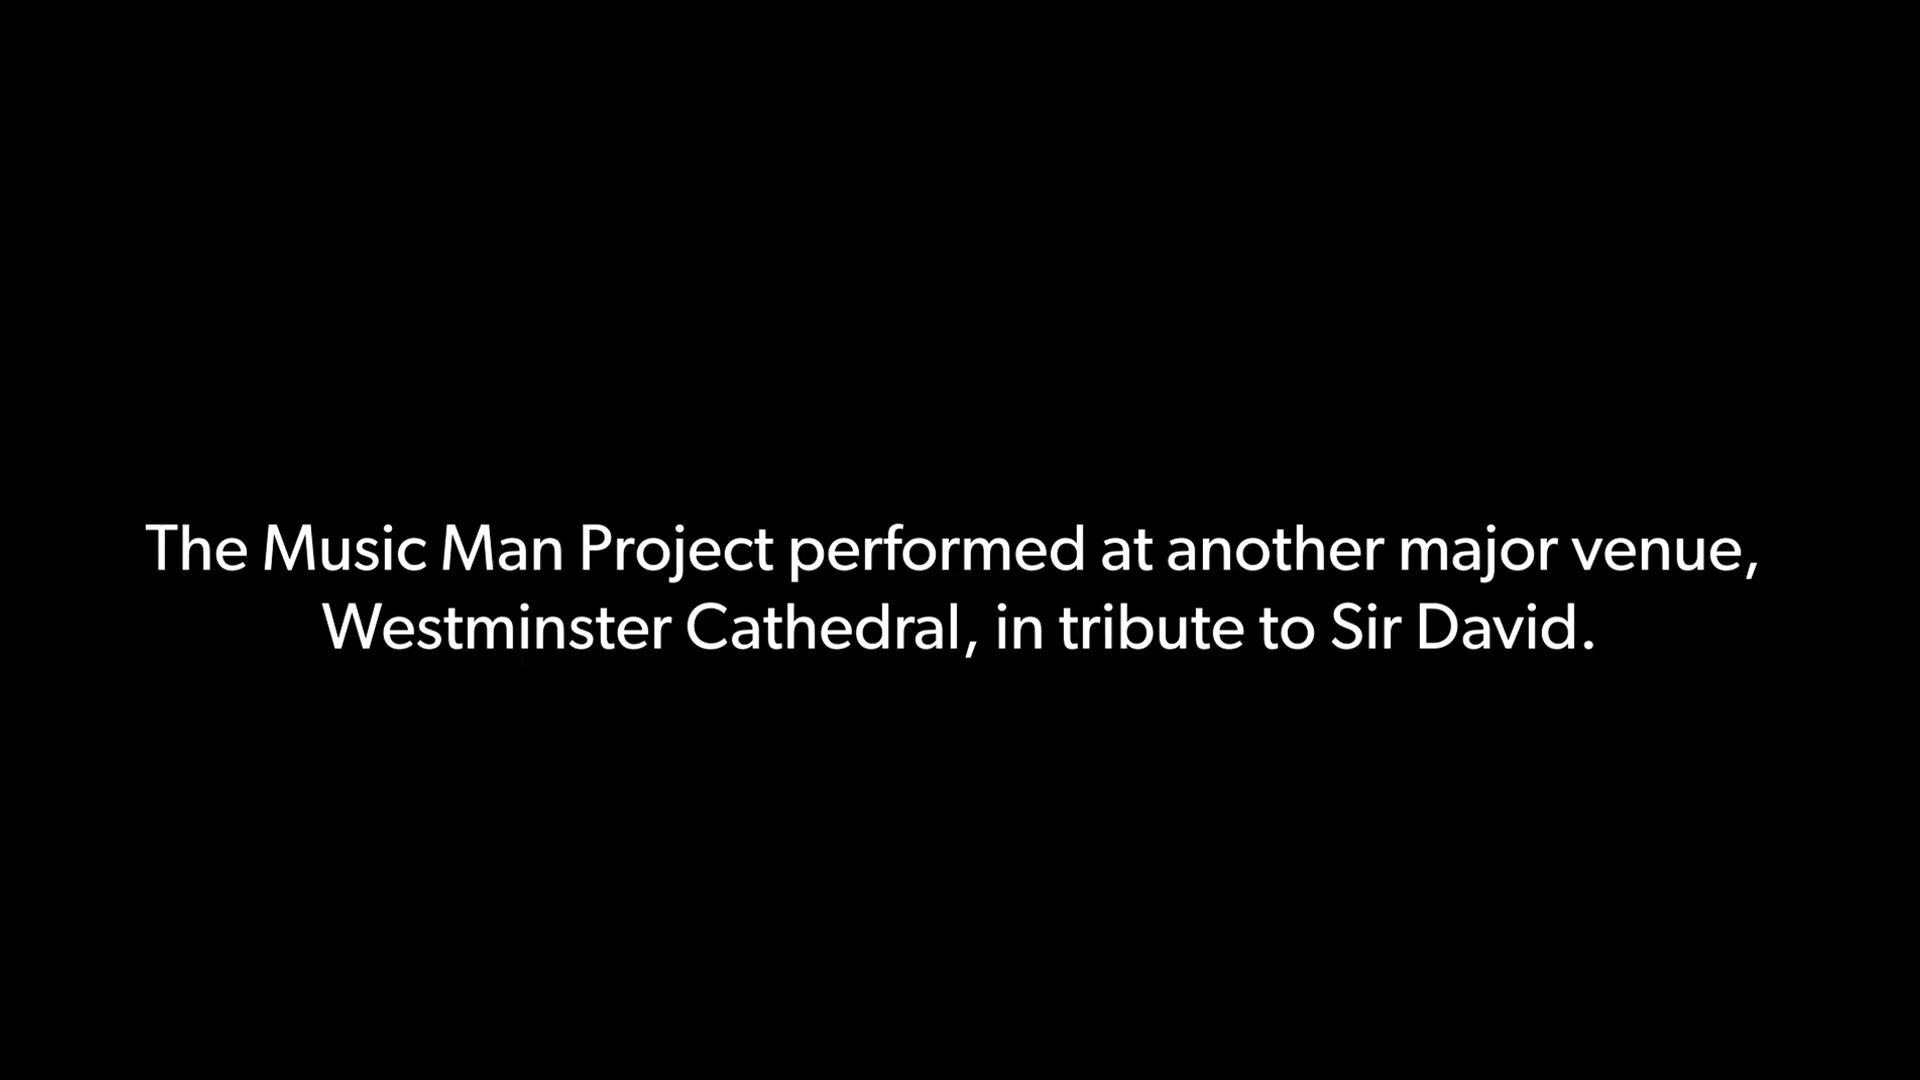 The Music Man Project performed at another major venue,
Westminster Cathedral, in tribute to Sir David.